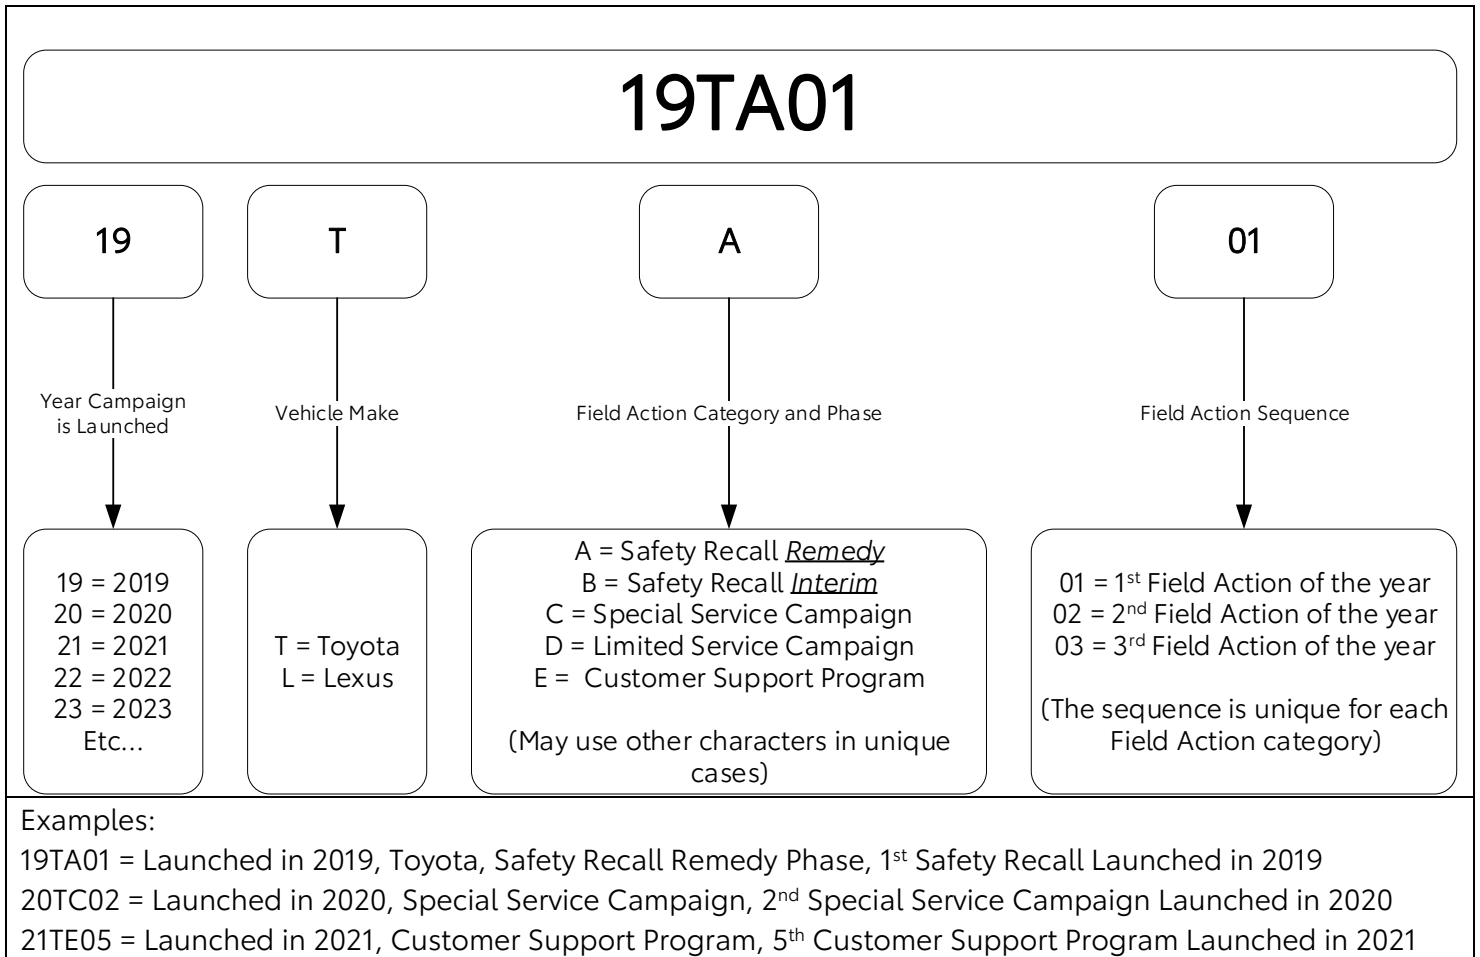 19TA01
19
T
A
01
Year Campaign
is Launched
Vehicle Make
Field Action Category and Phase
Field Action Sequence
19 = 2019
20 = 2020
21 = 2021
22 = 2022
23 = 2023
Etc...
T = Toyota
L = Lexus
A = Safety Recall Remedy
B = Safety Recall Interim
C = Special Service Campaign
D = Limited Service Campaign
E =  Customer Support Program
(May use other characters in unique
cases)
01 = 1st Field Action of the year
02 = 2nd Field Action of the year
03 = 3rd Field Action of the year
(The sequence is unique for each
Field Action category)
Examples:
19TA01 = Launched in 2019, Toyota, Safety Recall Remedy Phase, 1st Safety Recall Launched in 2019
20TC02 = Launched in 2020, Special Service Campaign, 2nd Special Service Campaign Launched in 2020
21TE05 = Launched in 2021, Customer Support Program, 5th Customer Support Program Launched in 2021